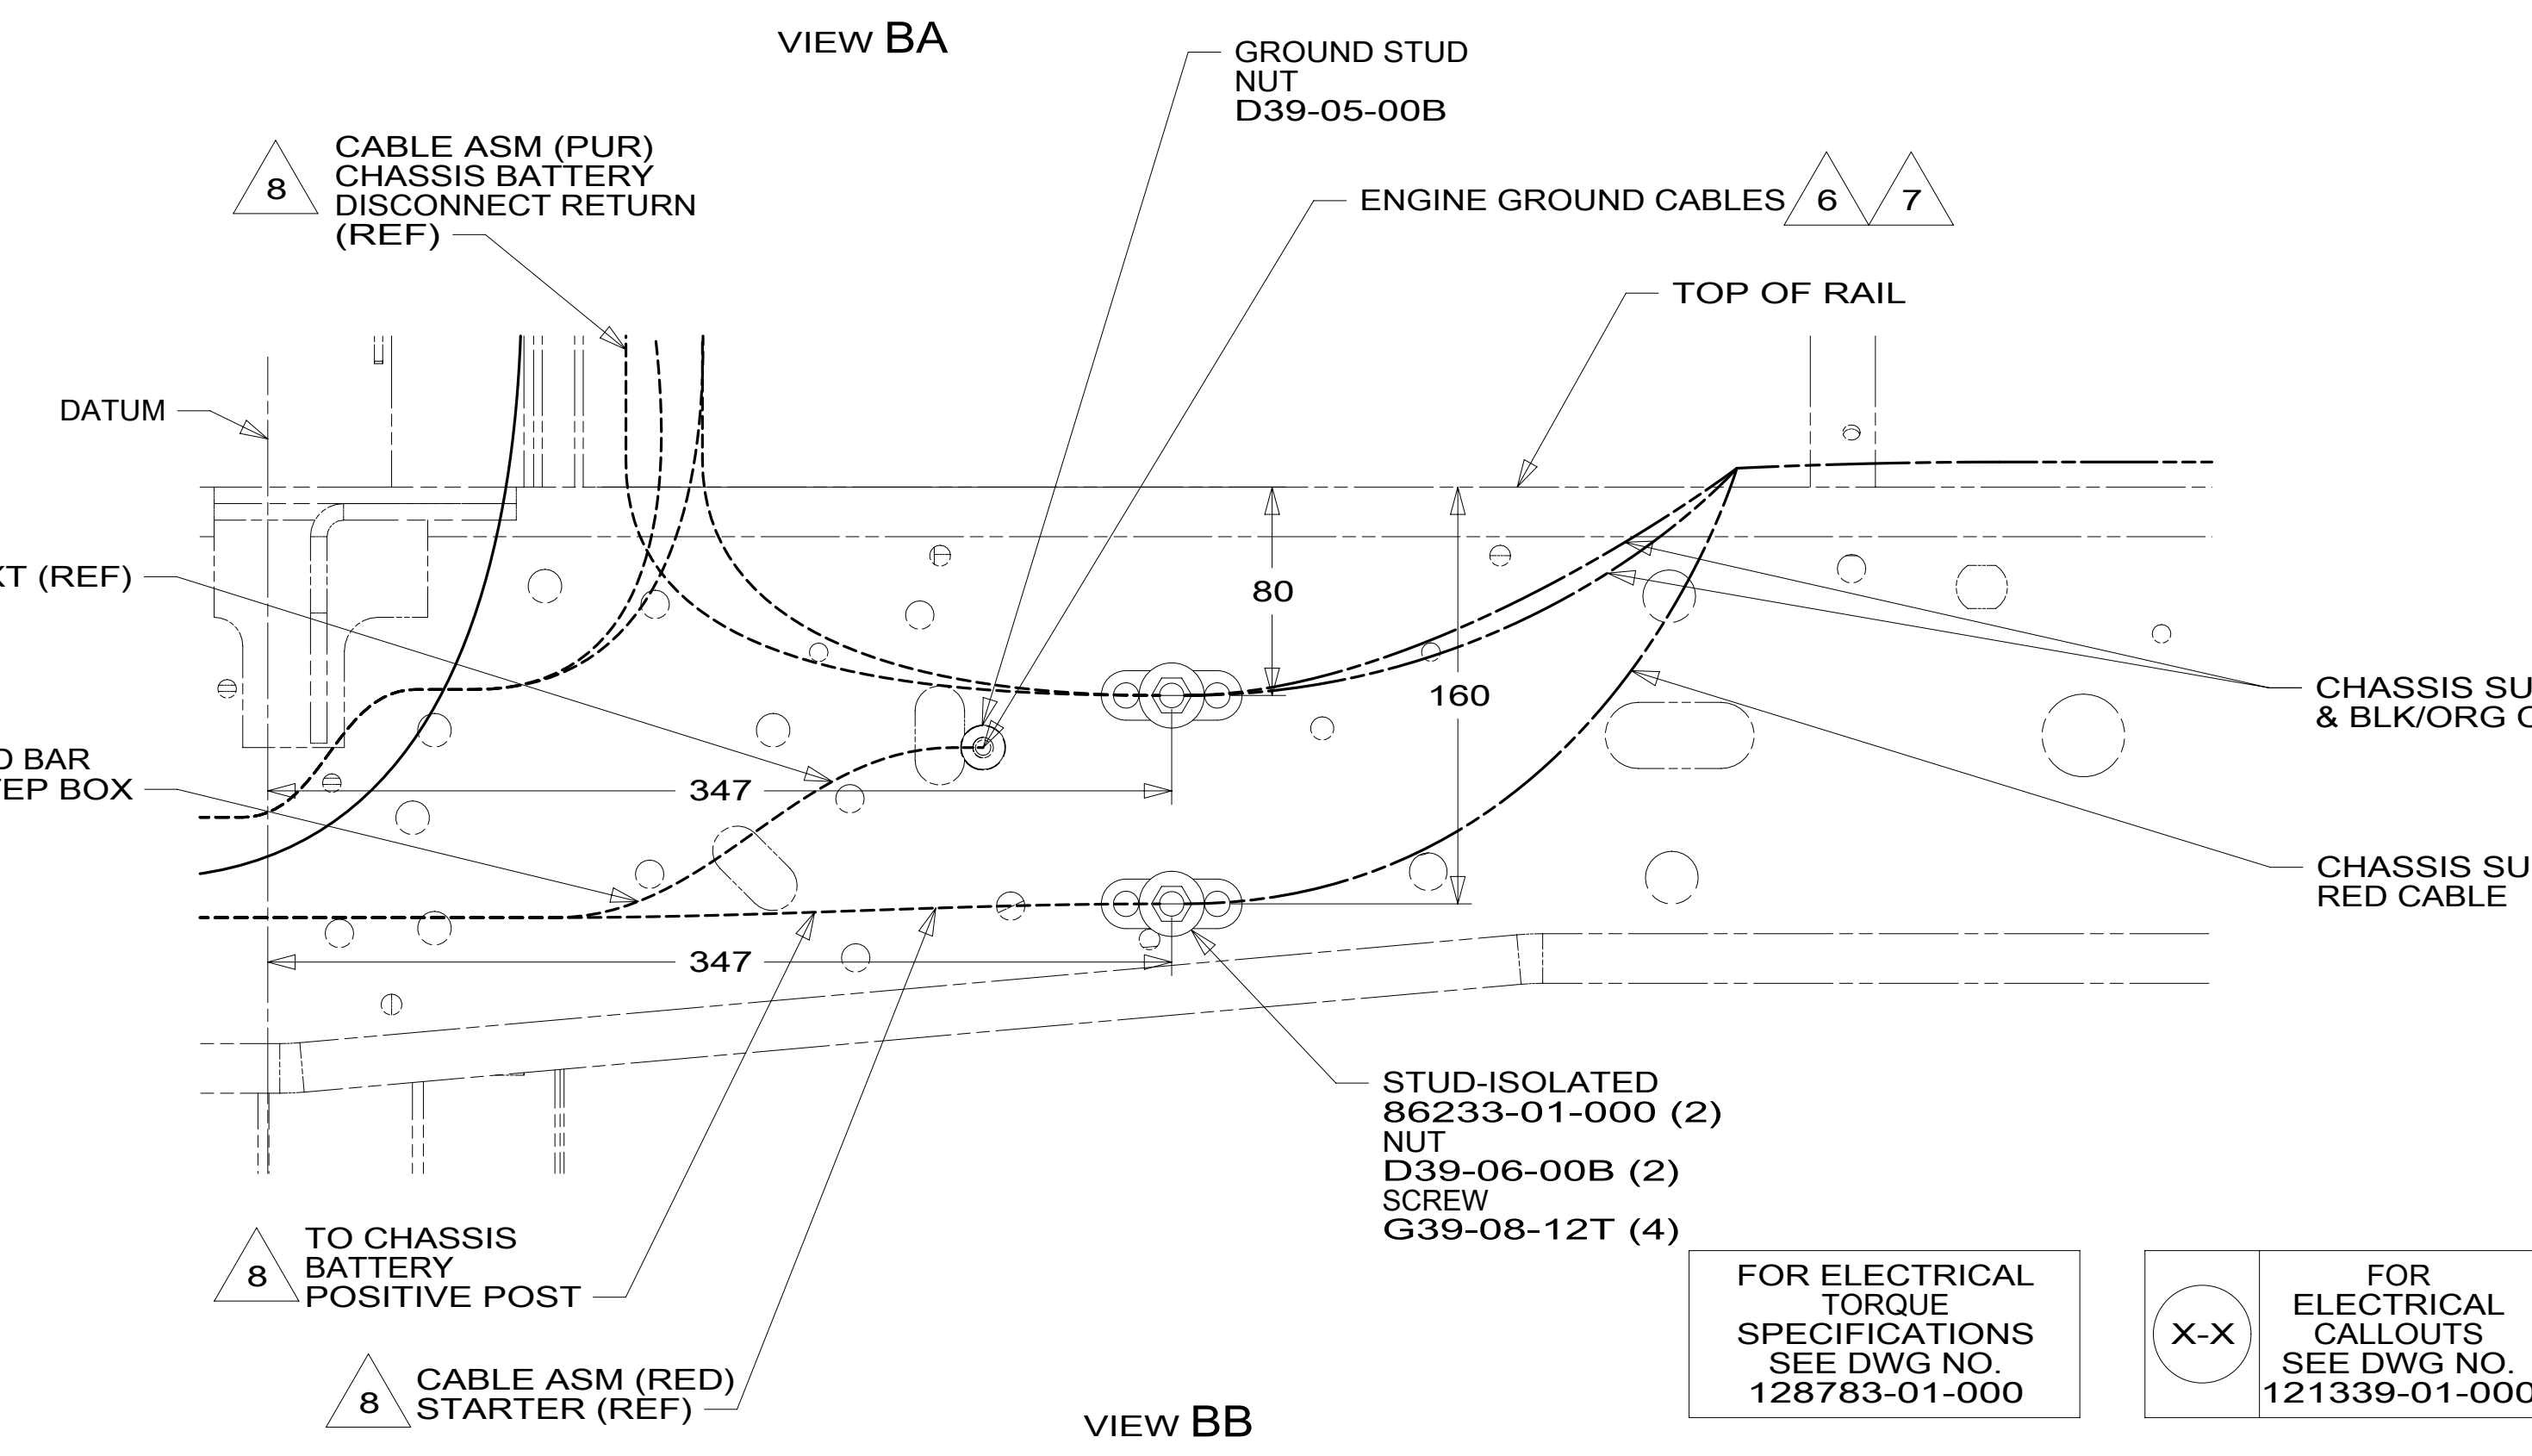 VIEW BA
GROUND STUD
NUT
D39-05-00B
CABLE ASM (PUR)
CHASSIS BATTERY
DISCONNECT RETURN
(REF)
8
ENGINE GROUND CABLES
6
7
TOP OF RAIL
DATUM
XT (REF)
80
160
CHASSIS SU
& BLK/ORG
BAR
EP BOX
347
CHASSIS SU
RED CABLE
347
STUD-ISOLATED
86233-01-000 (2)
NUT
D39-06-00B (2)
SCREW
G39-08-12T (4)
8
TO CHASSIS
BATTERY
POSITIVE POST
8
CABLE ASM (RED)
STARTER (REF)
FOR ELECTRICAL
TORQUE
SPECIFICATIONS
SEE DWG NO.
128783-01-000
X-X
FOR
ELECTRICAL
CALLOUTS
SEE DWG NO.
121339-01-000
VIEW BB